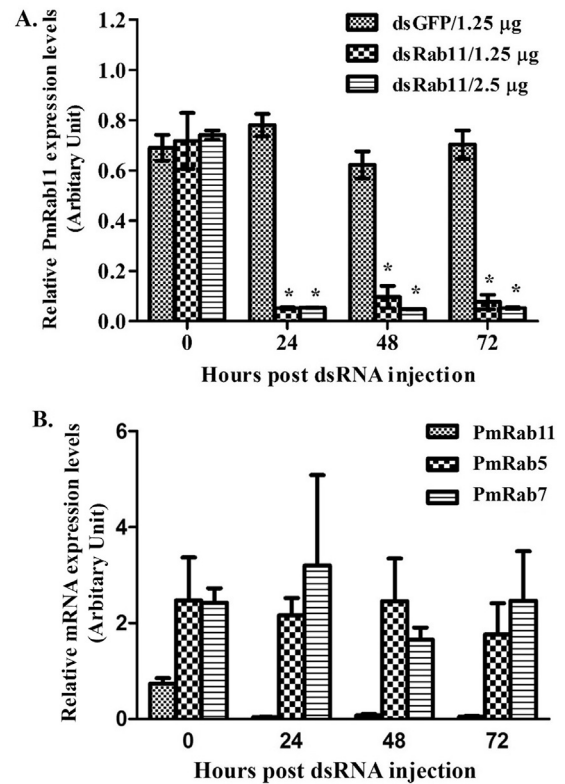 A.
1.2
1.0
0.8
0.6
0.4
0.2
0.0
Relative PmRab11 expression levels
(Arbitary Unit)
dsGFP/1.25 µg
dsRab11/1.25 µg
dsRab11/2.5 µg
* *
* *
* *
0 24 48 72
Hours post dsRNA injection
B.
6
4
2
0
Relative mRNA expression levels
(Arbitary Unit)
PmRab11
PmRab5
PmRab7
0 24 48 72
Hours post dsRNA injection